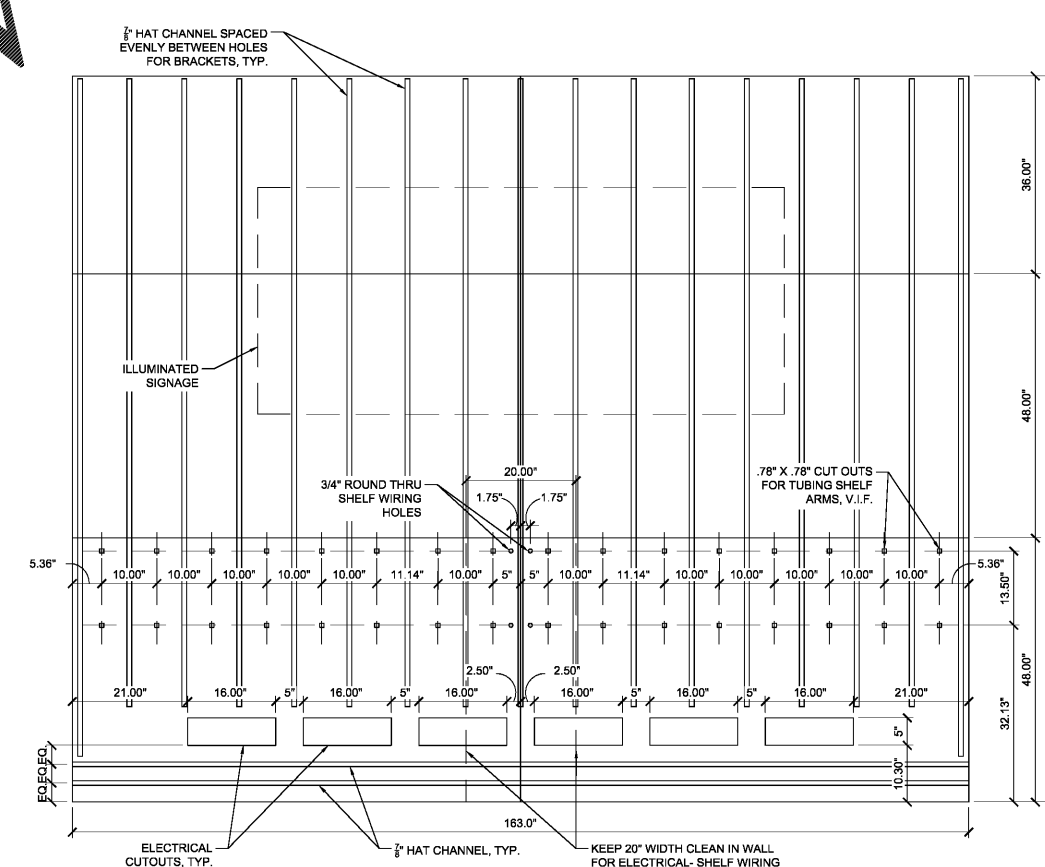 ⅞" HAT CHANNEL SPACED
EVENLY BETWEEN HOLES
FOR BRACKETS, TYP.
36.00"
48.00"
ILLUMINATED
SIGNAGE
20.00"
3/4" ROUND THRU
SHELF WIRING
HOLES
1.75"
1.75"
.78" X .78" CUT OUTS
FOR TUBING SHELF
ARMS, V.I.F.
5.36"
10.00" 10.00" 10.00" 10.00" 10.00" 11.14" 10.00" 5" 5" 10.00" 11.14" 10.00" 10.00" 10.00" 10.00" 10.00"
5.36"
13.50"
48.00"
32.13"
2.50" 2.50"
21.00" 16.00" 5" 16.00" 5" 16.00" 16.00" 5" 16.00" 5" 16.00" 21.00"
5"
10.30"
EQ. EQ. EQ.
163.0"
ELECTRICAL
CUTOUTS, TYP.
⅞" HAT CHANNEL, TYP.
KEEP 20" WIDTH CLEAN IN WALL
FOR ELECTRICAL- SHELF WIRING